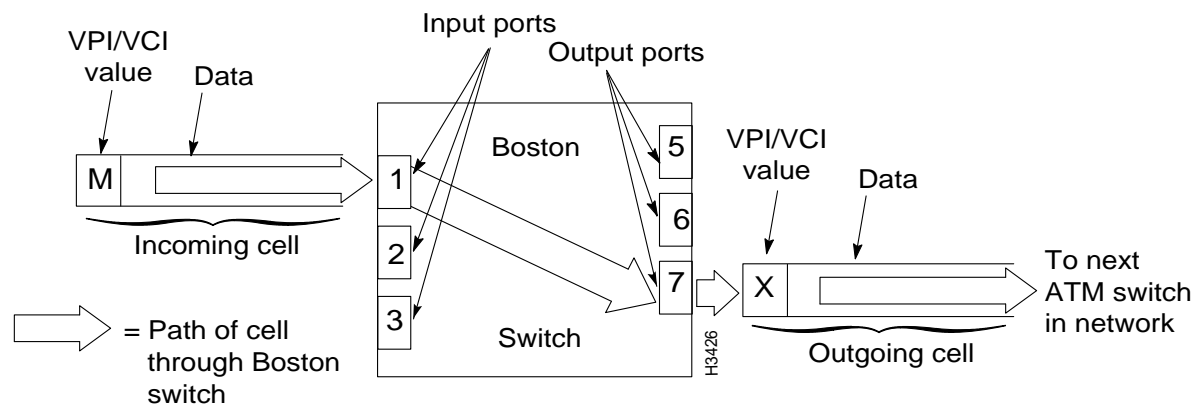 Input ports
VPI/VCI
value
Data
Output ports
M
1
2
3
Boston
Switch
5
6
7
Incoming cell
VPI/VCI
value
Data
X
Outgoing cell
To next
ATM switch
in network
H3426
= Path of cell
through Boston
switch